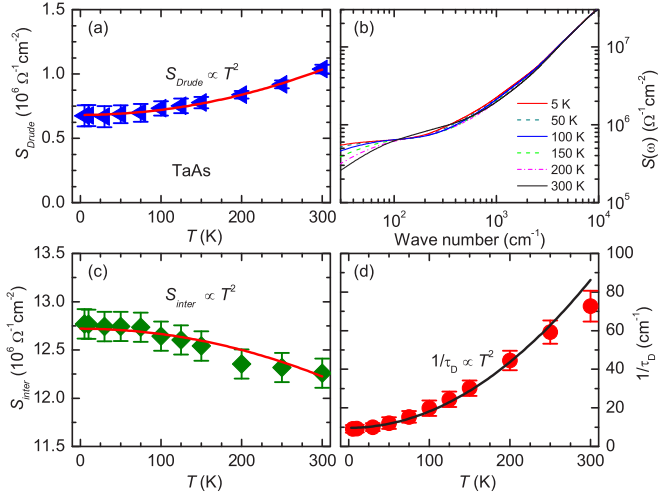 (a)
S_Drude ∝ T²
TaAs
S_Drude (10⁶ Ω⁻¹cm⁻²)
1.5
1.0
0.5
0.0
0 50 100 150 200 250 300
T (K)
(b)
5 K
50 K
100 K
150 K
200 K
300 K
S(ω) (Ω⁻¹cm⁻²)
10⁷
10⁶
10⁵
10² 10³ 10⁴
Wave number (cm⁻¹)
(c)
S_inter ∝ T²
S_inter (10⁶ Ω⁻¹cm⁻²)
13.5
13.0
12.5
12.0
11.5
0 50 100 150 200 250 300
T (K)
(d)
1/τ_D ∝ T²
1/τ_D (cm⁻¹)
100
80
60
40
20
0
0 50 100 150 200 250 300
T (K)